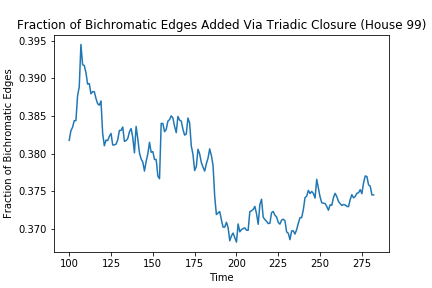 Fraction of Bichromatic Edges Added Via Triadic Closure (House 99)
0.395
0.390
0.385
0.380
0.375
0.370
Fraction of Bichromatic Edges
100 125 150 175 200 225 250 275
Time